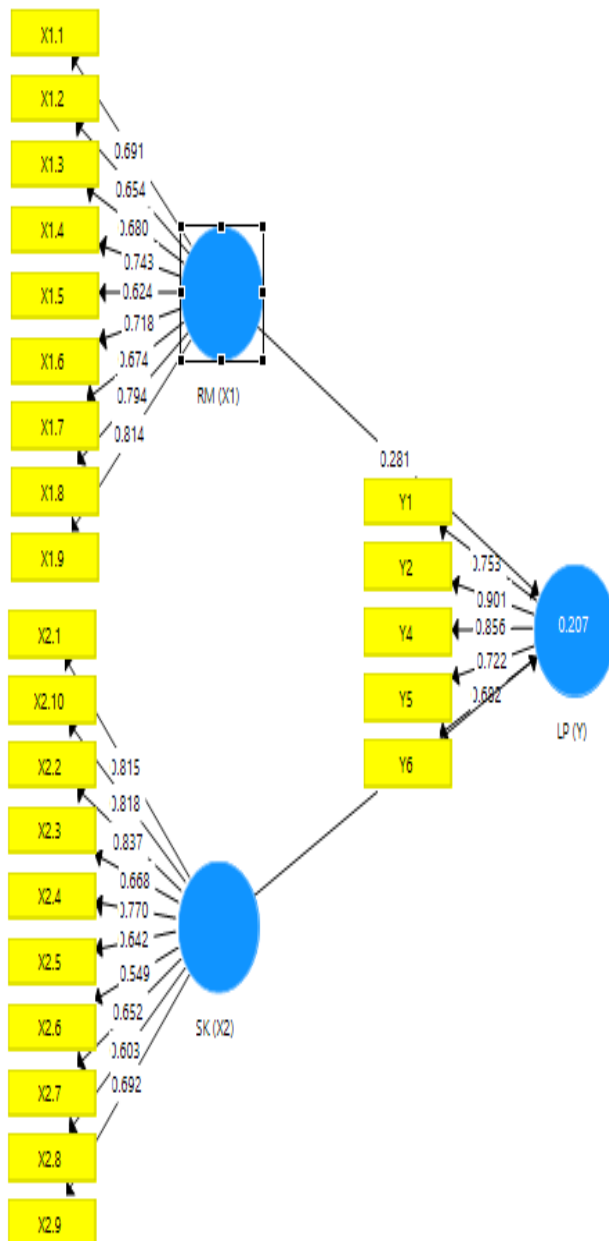 X1.1
X1.2
X1.3
X1.4
X1.5
X1.6
X1.7
X1.8
X1.9
0.691
0.654
0.680
0.743
0.624
0.718
0.674
0.794
0.814
RM (X1)
0.281
Y1
Y2
Y4
Y5
Y6
0.753
0.901
0.856
0.722
0.682
0.207
LP (Y)
X2.1
X2.10
X2.2
X2.3
X2.4
X2.5
X2.6
X2.7
X2.8
X2.9
0.815
0.818
0.837
0.668
0.770
0.642
0.549
0.652
0.603
0.692
SK (X2)